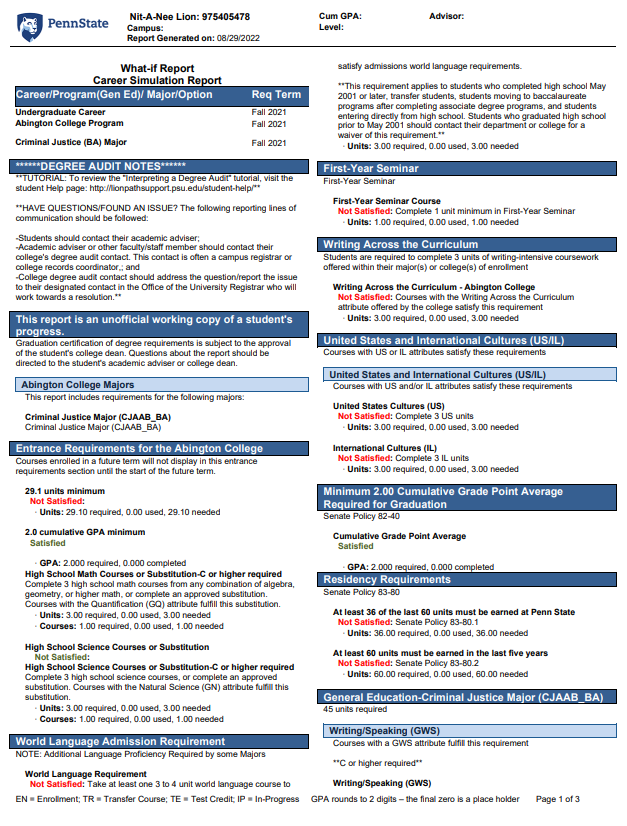 PennState
Nit-A-Nee Lion: 975405478
Campus:
Report Generated on: 08/29/2022
Cum GPA:
Level:
Advisor:
What-if Report
Career Simulation Report
Career/Program(Gen Ed)/ Major/Option Req Term
Undergraduate Career Fall 2021
Abington College Program Fall 2021
Criminal Justice (BA) Major Fall 2021
******DEGREE AUDIT NOTES******
**TUTORIAL: To review the "Interpreting a Degree Audit" tutorial, visit the
student Help page: http://lionpathsupport.psu.edu/student-help/**
**HAVE QUESTIONS/FOUND AN ISSUE? The following reporting lines of
communication should be followed:
-Students should contact their academic adviser;
-Academic adviser or other faculty/staff member should contact their
college's degree audit contact. This contact is often a campus registrar or
college records coordinator,; and
-College degree audit contact should address the question/report the issue
to their designated contact in the Office of the University Registrar who will
work towards a resolution.**
This report is an unofficial working copy of a student's
progress.
Graduation certification of degree requirements is subject to the approval
of the student's college dean. Questions about the report should be
directed to the student's academic adviser or college dean.
Abington College Majors
This report includes requirements for the following majors:
Criminal Justice Major (CJAAB_BA)
Criminal Justice Major (CJAAB_BA)
Entrance Requirements for the Abington College
Courses enrolled in a future term will not display in this entrance
requirements section until the start of the future term.
29.1 units minimum
Not Satisfied:
· Units: 29.10 required, 0.00 used, 29.10 needed
2.0 cumulative GPA minimum
Satisfied
· GPA: 2.000 required, 0.000 completed
High School Math Courses or Substitution-C or higher required
Complete 3 high school math courses from any combination of algebra,
geometry, or higher math, or complete an approved substitution.
Courses with the Quantification (GQ) attribute fulfill this substitution.
· Units: 3.00 required, 0.00 used, 3.00 needed
· Courses: 1.00 required, 0.00 used, 1.00 needed
High School Science Courses or Substitution
Not Satisfied:
High School Science Courses or Substitution-C or higher required
Complete 3 high school science courses, or complete an approved
substitution. Courses with the Natural Science (GN) attribute fulfill this
substitution.
· Units: 3.00 required, 0.00 used, 3.00 needed
· Courses: 1.00 required, 0.00 used, 1.00 needed
World Language Admission Requirement
NOTE: Additional Language Proficiency Required by some Majors
World Language Requirement
Not Satisfied: Take at least one 3 to 4 unit world language course to
satisfy admissions world language requirements.
**This requirement applies to students who completed high school May
2001 or later, transfer students, students moving to baccalaureate
programs after completing associate degree programs, and students
entering directly from high school. Students who graduated high school
prior to May 2001 should contact their department or college for a
waiver of this requirement.**
· Units: 3.00 required, 0.00 used, 3.00 needed
First-Year Seminar
First-Year Seminar
First-Year Seminar Course
Not Satisfied: Complete 1 unit minimum in First-Year Seminar
· Units: 1.00 required, 0.00 used, 1.00 needed
Writing Across the Curriculum
Students are required to complete 3 units of writing-intensive coursework
offered within their major(s) or college(s) of enrollment
Writing Across the Curriculum - Abington College
Not Satisfied: Courses with the Writing Across the Curriculum
attribute offered by the college satisfy this requirement
· Units: 3.00 required, 0.00 used, 3.00 needed
United States and International Cultures (US/IL)
Courses with US or IL attributes satisfy these requirements
United States and International Cultures (US/IL)
Courses with US and/or IL attributes satisfy these requirements
United States Cultures (US)
Not Satisfied: Complete 3 US units
· Units: 3.00 required, 0.00 used, 3.00 needed
International Cultures (IL)
Not Satisfied: Complete 3 IL units
· Units: 3.00 required, 0.00 used, 3.00 needed
Minimum 2.00 Cumulative Grade Point Average
Required for Graduation
Senate Policy 82-40
Cumulative Grade Point Average
Satisfied
· GPA: 2.000 required, 0.000 completed
Residency Requirements
Senate Policy 83-80
At least 36 of the last 60 units must be earned at Penn State
Not Satisfied: Senate Policy 83-80.1
· Units: 36.00 required, 0.00 used, 36.00 needed
At least 60 units must be earned in the last five years
Not Satisfied: Senate Policy 83-80.2
· Units: 60.00 required, 0.00 used, 60.00 needed
General Education-Criminal Justice Major (CJAAB_BA)
45 units required
Writing/Speaking (GWS)
Courses with a GWS attribute fulfill this requirement
**C or higher required**
Writing/Speaking (GWS)
EN = Enrollment; TR = Transfer Course; TE = Test Credit; IP = In-Progress GPA rounds to 2 digits – the final zero is a place holder Page 1 of 3